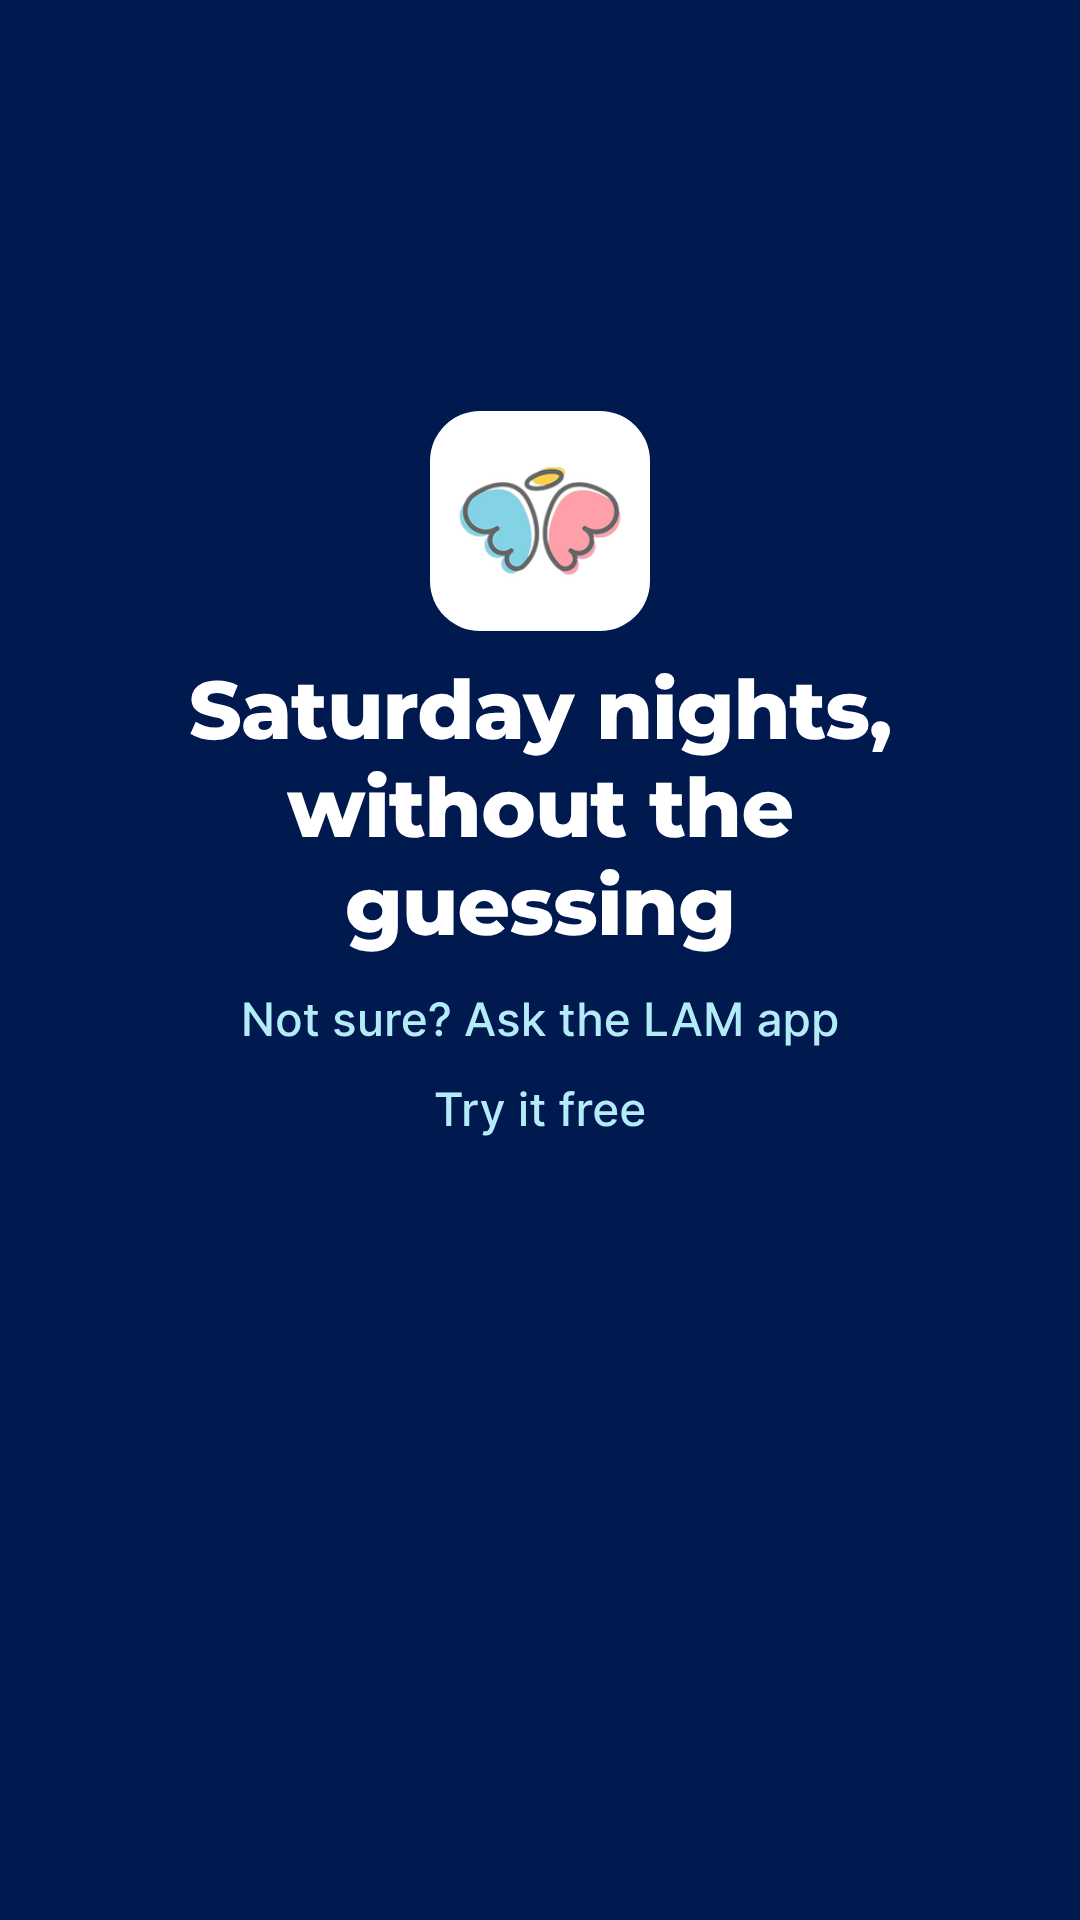 Saturday nights,
without the
guessing
Not sure? Ask the LAM app
Try it free